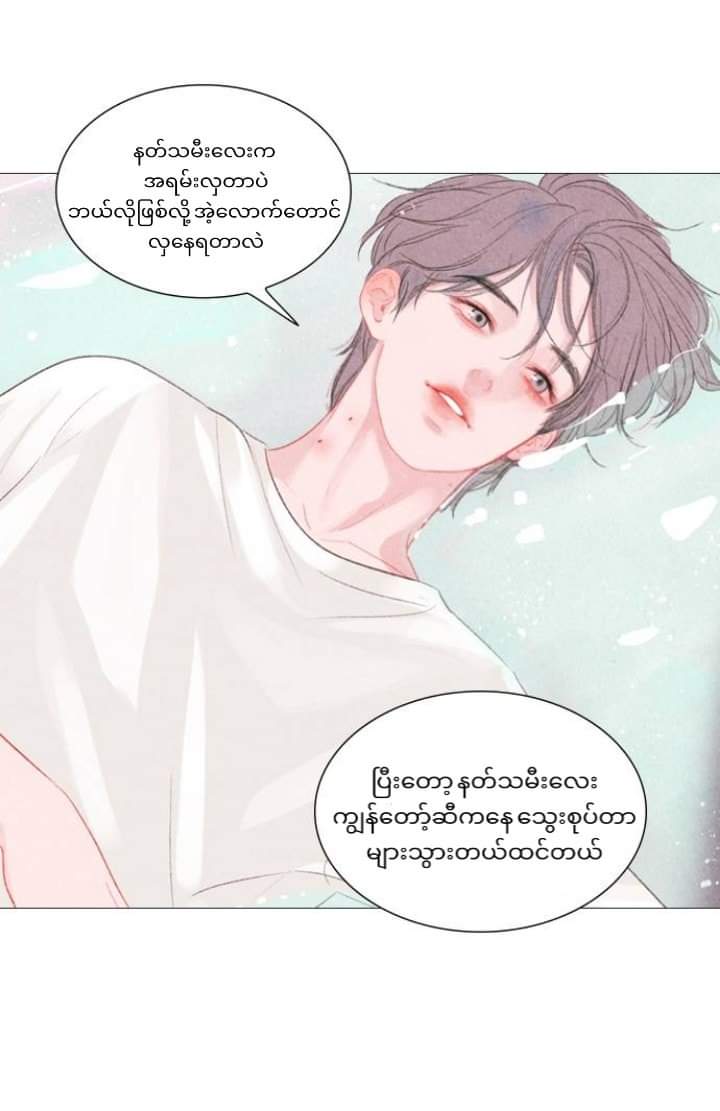 နတ်သမီးလေးက
အရမ်းလှတာပဲ
ဘယ်လိုဖြစ်လို့ အဲ့လောက်တောင်
လှနေရတာလဲ
ပြီးတော့ နတ်သမီးလေး
ကျွန်တော့်ဆီကနေ သွေးစုပ်တာ
များသွားတယ်ထင်တယ်